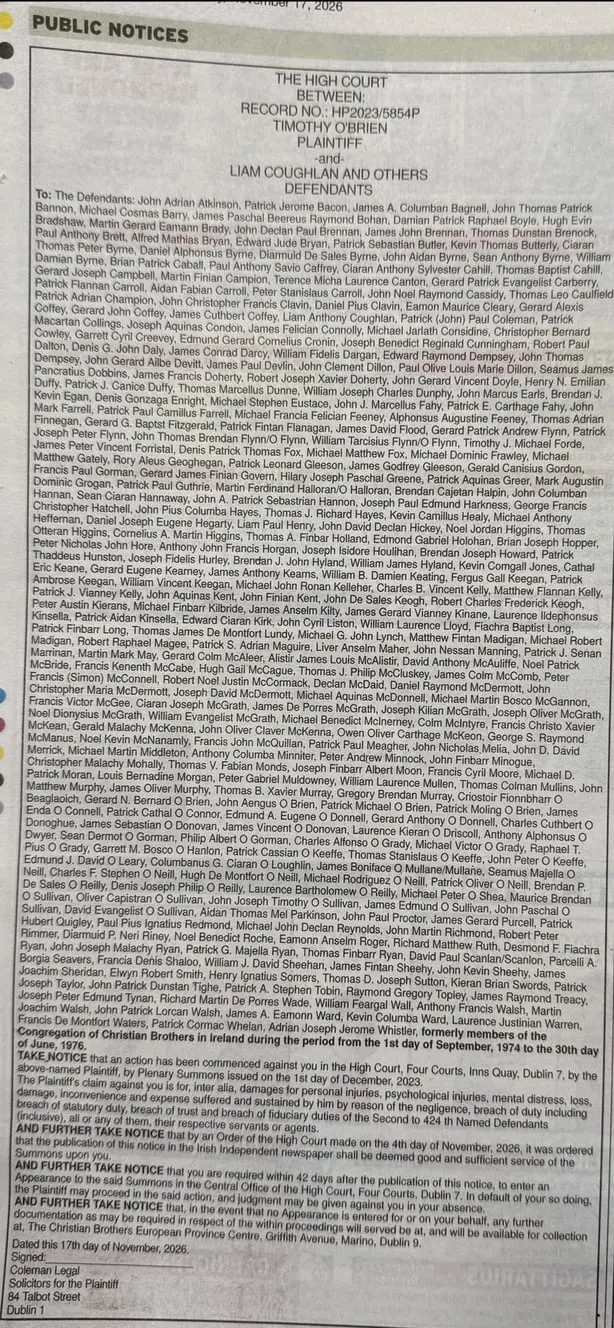 November 17, 2026
PUBLIC NOTICES
THE HIGH COURT
BETWEEN:
RECORD NO.: HP2023/5854P
TIMOTHY O'BRIEN
PLAINTIFF
-and-
LIAM COUGHLAN AND OTHERS
DEFENDANTS
To: The Defendants: John Adrian Atkinson, Patrick Jerome Bacon, James A. Columban Bagnell, John Thomas Patrick
Bannon, Michael Cosmas Barry, James Paschal Beereus Raymond Bohan, Damian Patrick Raphael Boyle, Hugh Evin
Bradshaw, Martin Gerard Eamann Brady, John Declan Paul Brennan, James John Brennan, Thomas Dunstan Brenock,
Paul Anthony Brett, Alfred Mathias Bryan, Edward Jude Bryan, Patrick Sebastian Butler, Kevin Thomas Butterly, Ciaran
Thomas Peter Byrne, Daniel Alphonsus Byrne, Diarmuid De Sales Byrne, John Aidan Byrne, Sean Anthony Byrne, William
Damian Byrne, Brian Patrick Caball, Paul Anthony Savio Caffrey, Ciaran Anthony Sylvester Cahill, Thomas Baptist Cahill,
Gerard Joseph Campbell, Martin Finian Campion, Terence Micha Laurence Canton, Gerard Patrick Evangelist Carberry,
Patrick Flannan Carroll, Aidan Fabian Carroll, Peter Stanislaus Carroll, John Noel Raymond Cassidy, Thomas Leo Caulfield
Patrick Adrian Champion, John Christopher Francis Clavin, Daniel Pius Clavin, Eamon Maurice Cleary, Gerard Alexis
Coffey, Gerard John Coffey, James Cuthbert Coffey, Liam Anthony Coughlan, Patrick (John) Paul Coleman, Patrick
Macartan Collings, Joseph Aquinas Condon, James Felician Connolly, Michael Jarlath Considine, Christopher Bernard
Cowley, Garrett Cyril Creevey, Edmund Gerard Cornelius Cronin, Joseph Benedict Reginald Cunningham, Robert Paul
Dalton, Denis G. John Daly, James Conrad Darcy, William Fidelis Dargan, Edward Raymond Dempsey, John Thomas
Dempsey, John Gerard Ailbe Devitt, James Paul Devlin, John Clement Dillon, Paul Olive Louis Marie Dillon, Seamus James
Pancratius Dobbins, James Francis Doherty, Robert Joseph Xavier Doherty, John Gerard Vincent Doyle, Henry N. Emilian
Duffy, Patrick J. Canice Duffy, Thomas Marcellus Dunne, William Joseph Charles Dunphy, John Marcus Earls, Brendan J.
Kevin Egan, Denis Gonzaga Enright, Michael Stephen Eustace, John J. Marcellus Fahy, Patrick E. Carthage Fahy, John
Mark Farrell, Patrick Paul Camillus Farrell, Michael Francia Felician Feeney, Alphonsus Augustine Feeney, Thomas Adrian
Finnegan, Gerard G. Baptst Fitzgerald, Patrick Fintan Flanagan, James David Flood, Gerard Patrick Andrew Flynn, Patrick
Joseph Peter Flynn, John Thomas Brendan Flynn/O Flynn, William Tarcisius Flynn/O Flynn, Timothy J. Michael Forde,
James Peter Vincent Forristal, Denis Patrick Thomas Fox, Michael Matthew Fox, Michael Dominic Frawley, Michael
Matthew Gately, Rory Aleus Geoghegan, Patrick Leonard Gleeson, James Godfrey Gleeson, Gerald Canisius Gordon,
Francis Paul Gorman, Gerard James Finian Govern, Hilary Joseph Paschal Greene, Patrick Aquinas Greer, Mark Augustin
Dominic Grogan, Patrick Paul Guthrie, Martin Ferdinand Halloran/O Halloran, Brendan Cajetan Halpin, John Columban
Hannan, Sean Ciaran Hannaway, John A. Patrick Sebastian Hannon, Joseph Paul Edmund Harkness, George Francis
Christopher Hatchell, John Pius Columba Hayes, Thomas J. Richard Hayes, Kevin Camillus Healy, Michael Anthony
Heffernan, Daniel Joseph Eugene Hegarty, Liam Paul Henry, John David Declan Hickey, Noel Jordan Higgins, Thomas
Otteran Higgins, Cornelius A. Martin Higgins, Thomas A. Finbar Holland, Edmond Gabriel Holohan, Brian Joseph Hopper,
Peter Nicholas John Hore, Anthony John Francis Horgan, Joseph Isidore Houlihan, Brendan Joseph Howard, Patrick
Thaddeus Hunston, Joseph Fidelis Hurley, Brendan J. John Hyland, William James Hyland, Kevin Comgall Jones, Cathal
Eric Keane, Gerard Eugene Kearney, James Anthony Kearns, William B. Damien Keating, Fergus Gall Keegan, Patrick
Ambrose Keegan, William Vincent Keegan, Michael John Ronan Kelleher, Charles B. Vincent Kelly, Matthew Flannan Kelly,
Patrick J. Vianney Kelly, John Aquinas Kent, John Finian Kent, John De Sales Keogh, Robert Charles Frederick Keogh,
Peter Austin Kierans, Michael Finbarr Kilbride, James Anselm Kilty, James Gerard Vianney Kinane, Laurence Ildephonsus
Kinsella, Patrick Aidan Kinsella, Edward Ciaran Kirk, John Cyril Liston, William Laurence Lloyd, Fiachra Baptist Long,
Patrick Finbarr Long, Thomas James De Montfort Lundy, Michael G. John Lynch, Matthew Fintan Madigan, Michael Robert
Madigan, Robert Raphael Magee, Patrick S. Adrian Maguire, Liver Anselm Maher, John Nessan Manning, Patrick J. Senan
Marrinan, Martin Mark May, Gerard Colm McAleer, Alistir James Louis McAlistir, David Anthony McAuliffe, Noel Patrick
McBride, Francis Kenenth McCabe, Hugh Gail McCague, Thomas J. Philip McCluskey, James Colm McComb, Peter
Francis (Simon) McConnell, Robert Noel Justin McCormack, Declan McDaid, Daniel Raymond McDermott, John
Christopher Maria McDermott, Joseph David McDermott, Michael Aquinas McDonnell, Michael Martin Bosco McGannon,
Francis Victor McGee, Ciaran Joseph McGrath, James De Porres McGrath, Joseph Kilian McGrath, Joseph Oliver McGrath,
Noel Dionysius McGrath, William Evangelist McGrath, Michael Benedict McInerney, Colm McIntyre, Francis Christo Xavier
McKean, Gerald Malachy McKenna, John Oliver Claver McKenna, Owen Oliver Carthage McKeon, George S. Raymond
McManus, Noel Kevin McNamanly, Francis John McQuillan, Patrick Paul Meagher, John Nicholas Melia, John D. David
Merrick, Michael Martin Middleton, Anthony Columba Minniter, Peter Andrew Minnock, John Finbarr Minogue,
Christopher Malachy Mohally, Thomas V. Fabian Monds, Joseph Finbarr Albert Moon, Francis Cyril Moore, Michael D.
Patrick Moran, Louis Bernadine Morgan, Peter Gabriel Muldowney, William Laurence Mullen, Thomas Colman Mullins, John
Matthew Murphy, James Oliver Murphy, Thomas B. Xavier Murray, Gregory Brendan Murray, Criostoir Fionnbharr O
Beaglaoich, Gerard N. Bernard O Brien, John Aengus O Brien, Patrick Michael O Brien, Patrick Moling O Brien, James
Enda O Connell, Patrick Cathal O Connor, Edmund A. Eugene O Donnell, Gerard Anthony O Donnell, Charles Cuthbert O
Donoghue, James Sebastian O Donovan, James Vincent O Donovan, Laurence Kieran O Driscoll, Anthony Alphonsus O
Dwyer, Sean Dermot O Gorman, Philip Albert O Gorman, Charles Alfonso O Grady, Michael Victor O Grady, Raphael T.
Pius O Grady, Garrett M. Bosco O Hanlon, Patrick Cassian O Keeffe, Thomas Stanislaus O Keeffe, John Peter O Keeffe,
Edmund J. David O Leary, Columbanus G. Ciaran O Loughlin, James Boniface Q Mullane/Mullane, Seamus Majella O
Neill, Charles F. Stephen O Neill, Hugh De Montfort O Neill, Michael Rodriguez O Neill, Patrick Oliver O Neill, Brendan P.
De Sales O Reilly, Denis Joseph Philip O Reilly, Laurence Bartholomew O Reilly, Michael Peter O Shea, Maurice Brendan
O Sullivan, Oliver Capistran O Sullivan, John Joseph Timothy O Sullivan, James Edmund O Sullivan, John Paschal O
Sullivan, David Evangelist O Sullivan, Aidan Thomas Mel Parkinson, John Paul Proctor, James Gerard Purcell, Patrick
Hubert Quigley, Paul Pius Ignatius Redmond, Michael John Declan Reynolds, John Martin Richmond, Robert Peter
Rimmer, Diarmuid P. Neri Riney, Noel Benedict Roche, Eamonn Anselm Roger, Richard Matthew Ruth, Desmond F. Fiachra
Ryan, John Joseph Malachy Ryan, Patrick G. Majella Ryan, Thomas Finbarr Ryan, David Paul Scanlan/Scanlon, Parcelli A.
Borgia Seavers, Francia Denis Shaloo, William J. David Sheehan, James Fintan Sheehy, John Kevin Sheehy, James
Joachim Sheridan, Elwyn Robert Smith, Henry Ignatius Somers, Thomas D. Joseph Sutton, Kieran Brian Swords, Patrick
Joseph Taylor, John Patrick Dunstan Tighe, Patrick A. Stephen Tobin, Raymond Gregory Topley, James Raymond Treacy,
Joseph Peter Edmund Tynan, Richard Martin De Porres Wade, William Feargal Wall, Anthony Francis Walsh, Martin
Joachim Walsh, John Patrick Lorcan Walsh, James A. Eamonn Ward, Kevin Columba Ward, Laurence Justinian Warren,
Francis De Montfort Waters, Patrick Cormac Whelan, Adrian Joseph Jerome Whistler, formerly members of the
Congregation of Christian Brothers in Ireland during the period from the 1st day of September, 1974 to the 30th day
of June, 1976.
TAKE NOTICE that an action has been commenced against you in the High Court, Four Courts, Inns Quay, Dublin 7, by the
above-named Plaintiff, by Plenary Summons issued on the 1st day of December, 2023.
The Plaintiff's claim against you is for, inter alia, damages for personal injuries, psychological injuries, mental distress, loss,
damage, inconvenience and expense suffered and sustained by him by reason of the negligence, breach of duty including
breach of statutory duty, breach of trust and breach of fiduciary duties of the Second to 424 th Named Defendants
(inclusive), all or any of them, their respective servants or agents.
AND FURTHER TAKE NOTICE that by an Order of the High Court made on the 4th day of November, 2026, it was ordered
that the publication of this notice in the Irish Independent newspaper shall be deemed good and sufficient service of the
Summons upon you.
AND FURTHER TAKE NOTICE that you are required within 42 days after the publication of this notice, to enter an
Appearance to the said Summons in the Central Office of the High Court, Four Courts, Dublin 7. In default of your so doing,
the Plaintiff may proceed in the said action, and judgment may be given against you in your absence.
AND FURTHER TAKE NOTICE that, in the event that no Appearance is entered for or on your behalf, any further
documentation as may be required in respect of the within proceedings will be served be at, and will be available for collection
at, The Christian Brothers European Province Centre, Griffith Avenue, Marino, Dublin 9.
Dated this 17th day of November, 2026.
Signed:
Coleman Legal
Solicitors for the Plaintiff
84 Talbot Street
Dublin 1